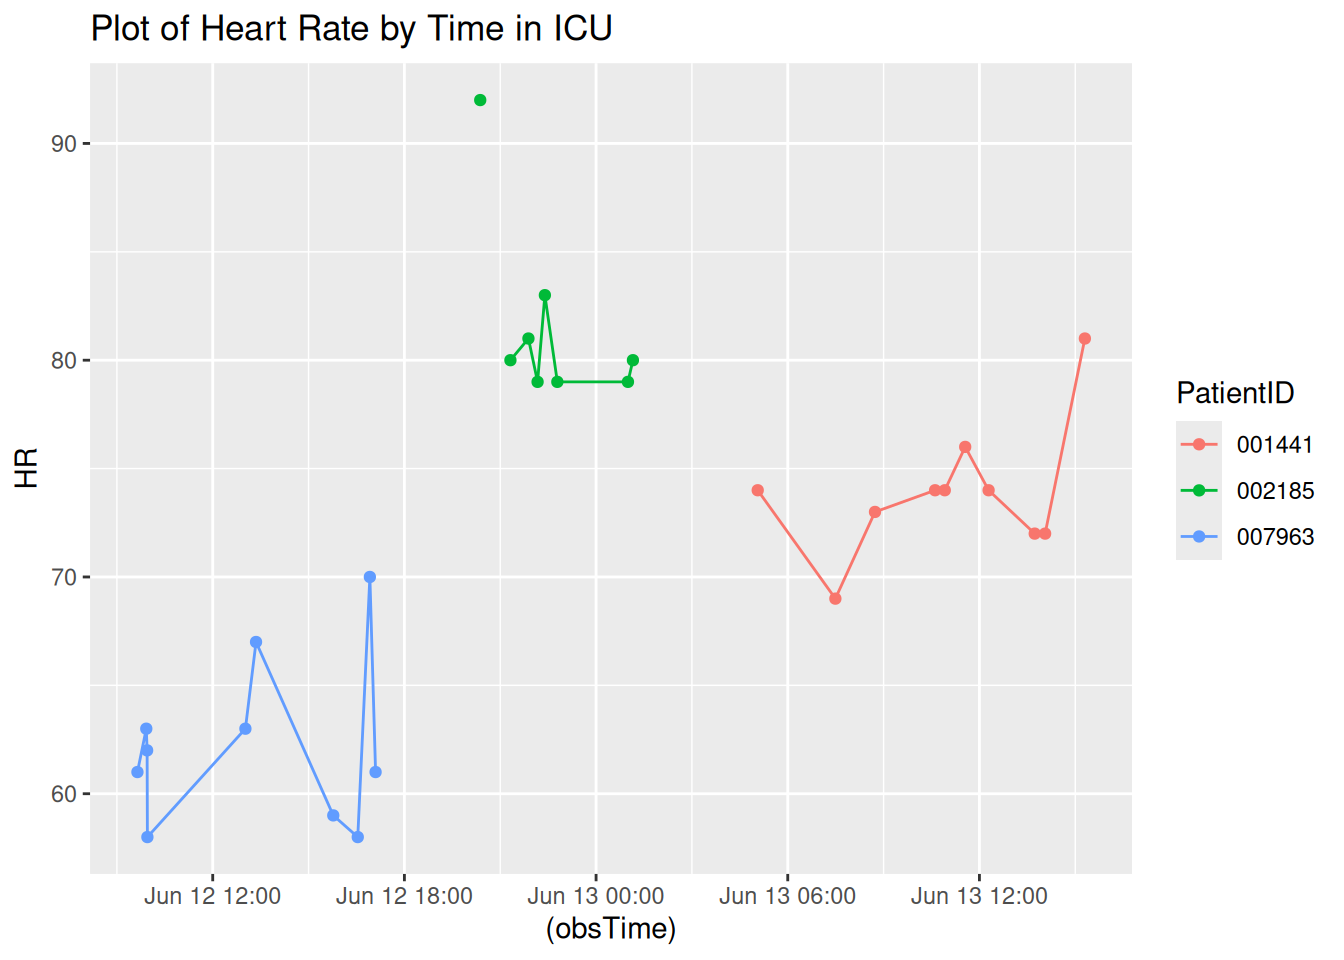 Plot of Heart Rate by Time in ICU
HR
90
80
70
60
Jun 12 12:00 Jun 12 18:00 Jun 13 00:00 Jun 13 06:00 Jun 13 12:00
(obsTime)
PatientID
001441
002185
007963